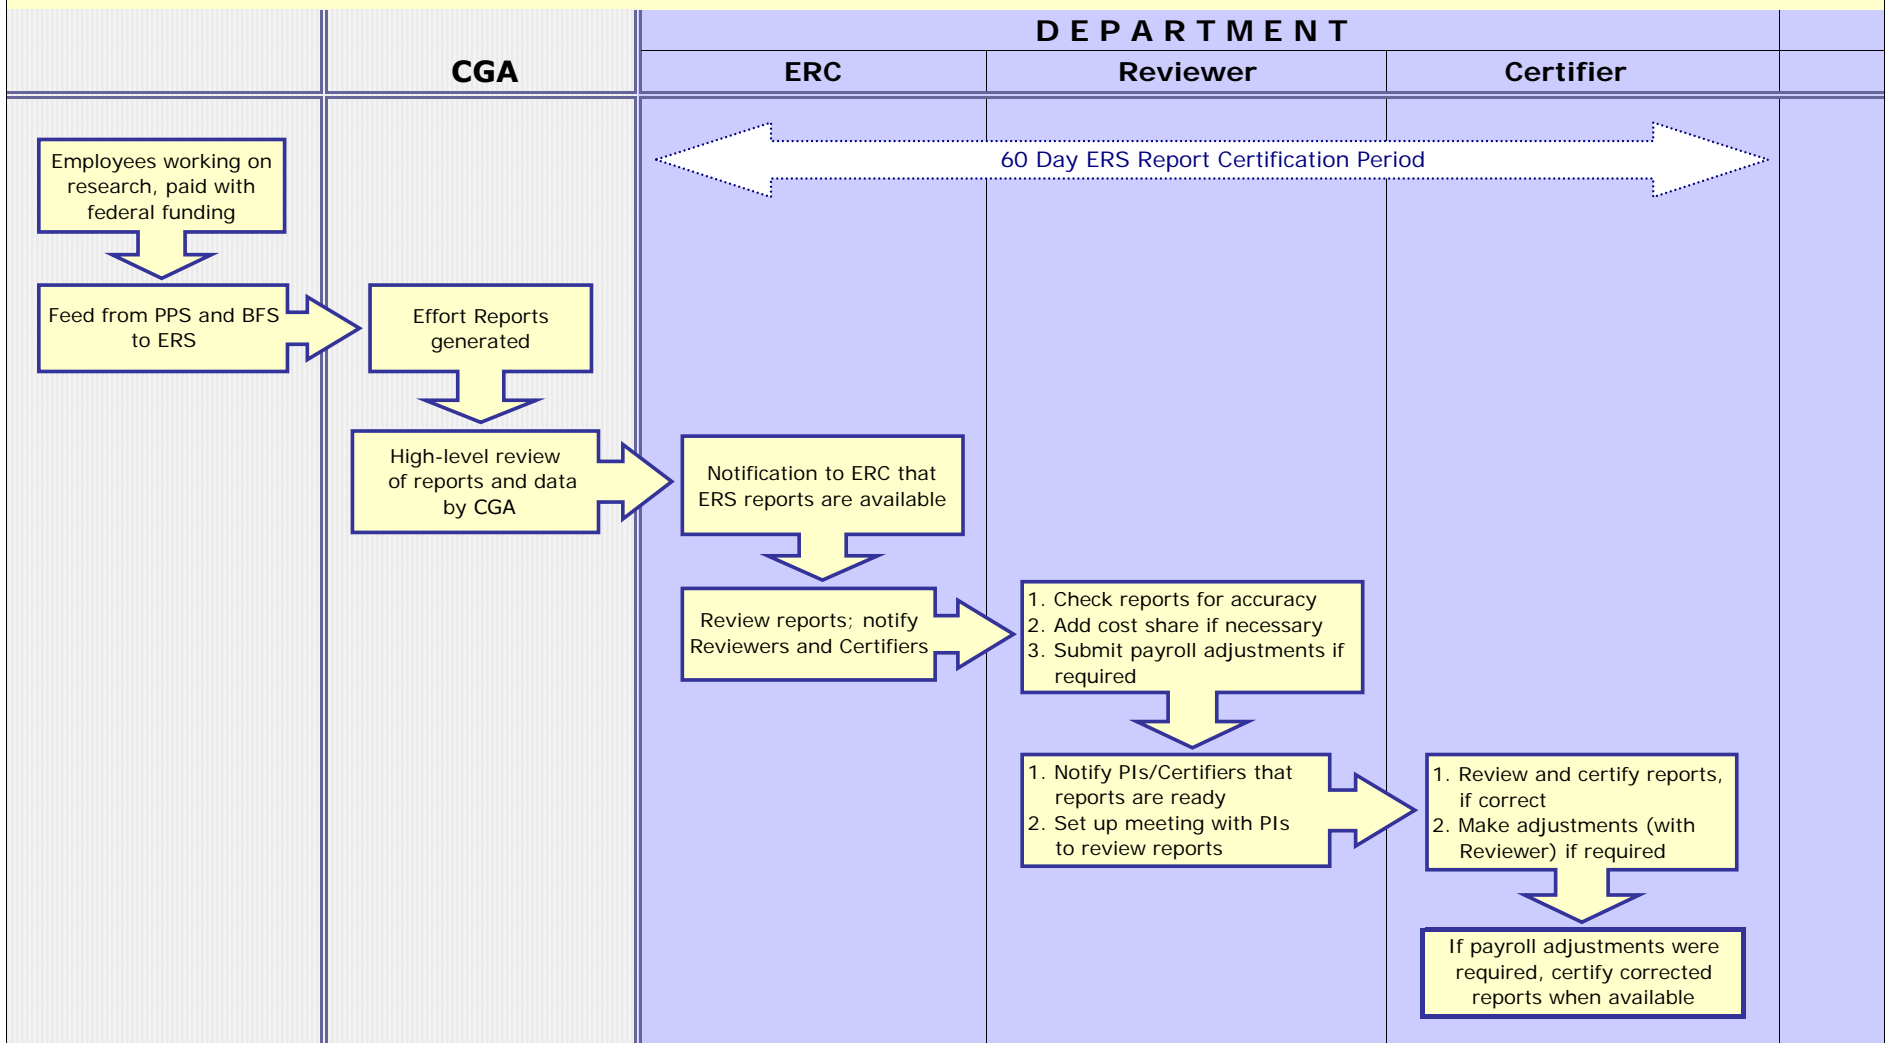 D E P A R T M E N T
CGA
ERC
Reviewer
Certifier
60 Day ERS Report Certification Period
Employees working on
research, paid with
federal funding
Feed from PPS and BFS
to ERS
Effort Reports
generated
High-level review
of reports and data
by CGA
Notification to ERC that
ERS reports are available
Review reports; notify
Reviewers and Certifiers
1. Check reports for accuracy
2. Add cost share if necessary
3. Submit payroll adjustments if
required
1. Notify PIs/Certifiers that
reports are ready
2. Set up meeting with PIs
to review reports
1. Review and certify reports,
if correct
2. Make adjustments (with
Reviewer) if required
If payroll adjustments were
required, certify corrected
reports when available